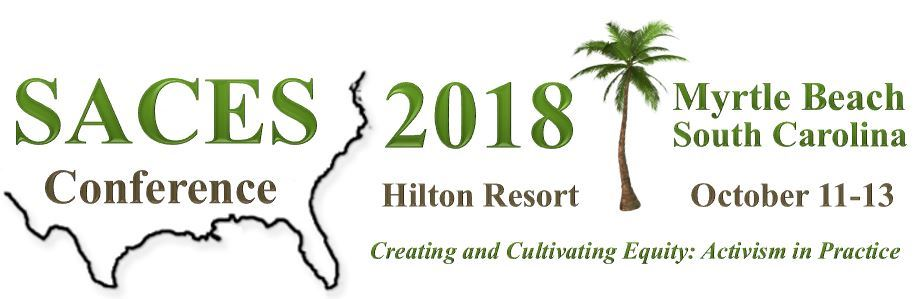 SACES
Conference
2018
Hilton Resort
Myrtle Beach
South Carolina
October 11-13
Creating and Cultivating Equity: Activism in Practice